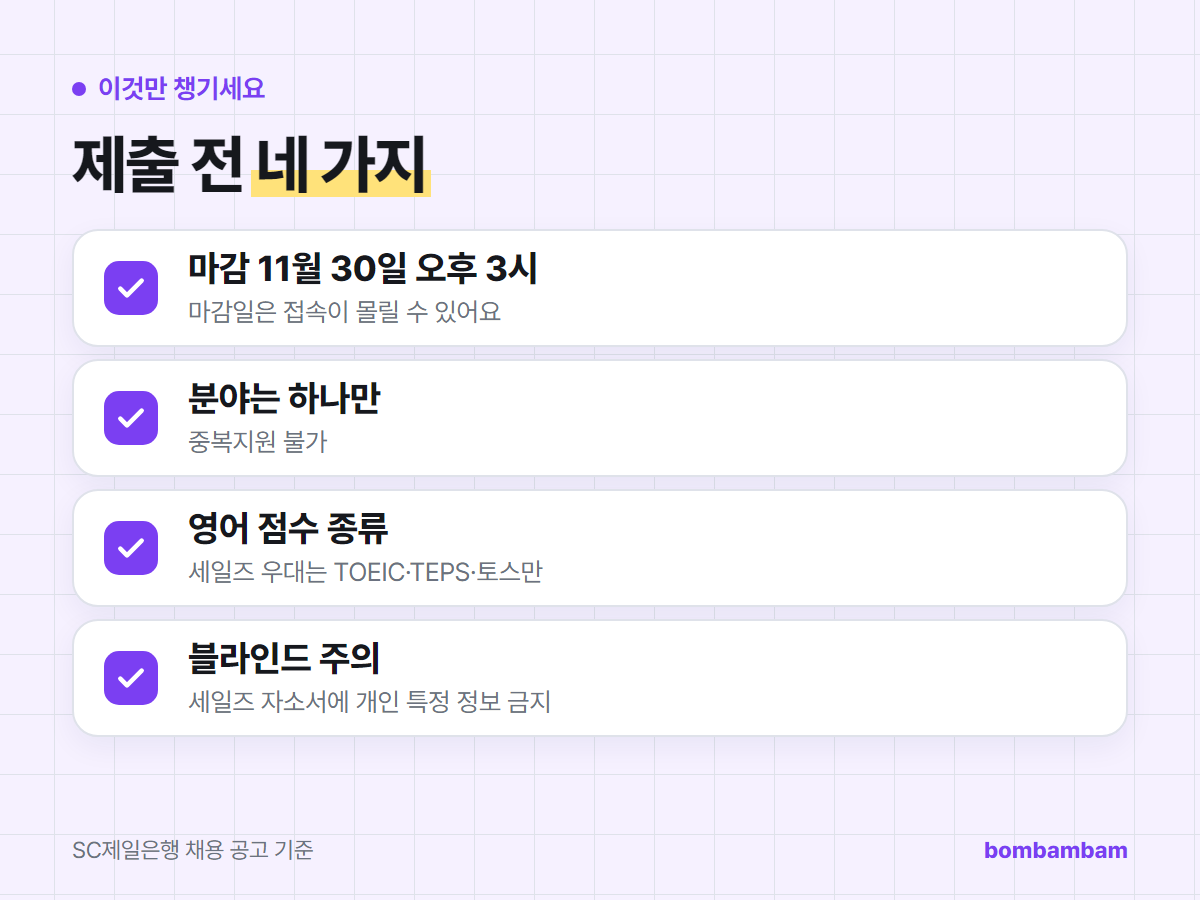 이것만 챙기세요
제출 전 네 가지
마감 11월 30일 오후 3시
마감일은 접속이 몰릴 수 있어요
분야는 하나만
중복지원 불가
영어 점수 종류
세일즈 우대는 TOEIC·TEPS·토스만
블라인드 주의
세일즈 자소서에 개인 특정 정보 금지
SC제일은행 채용 공고 기준
bombambam